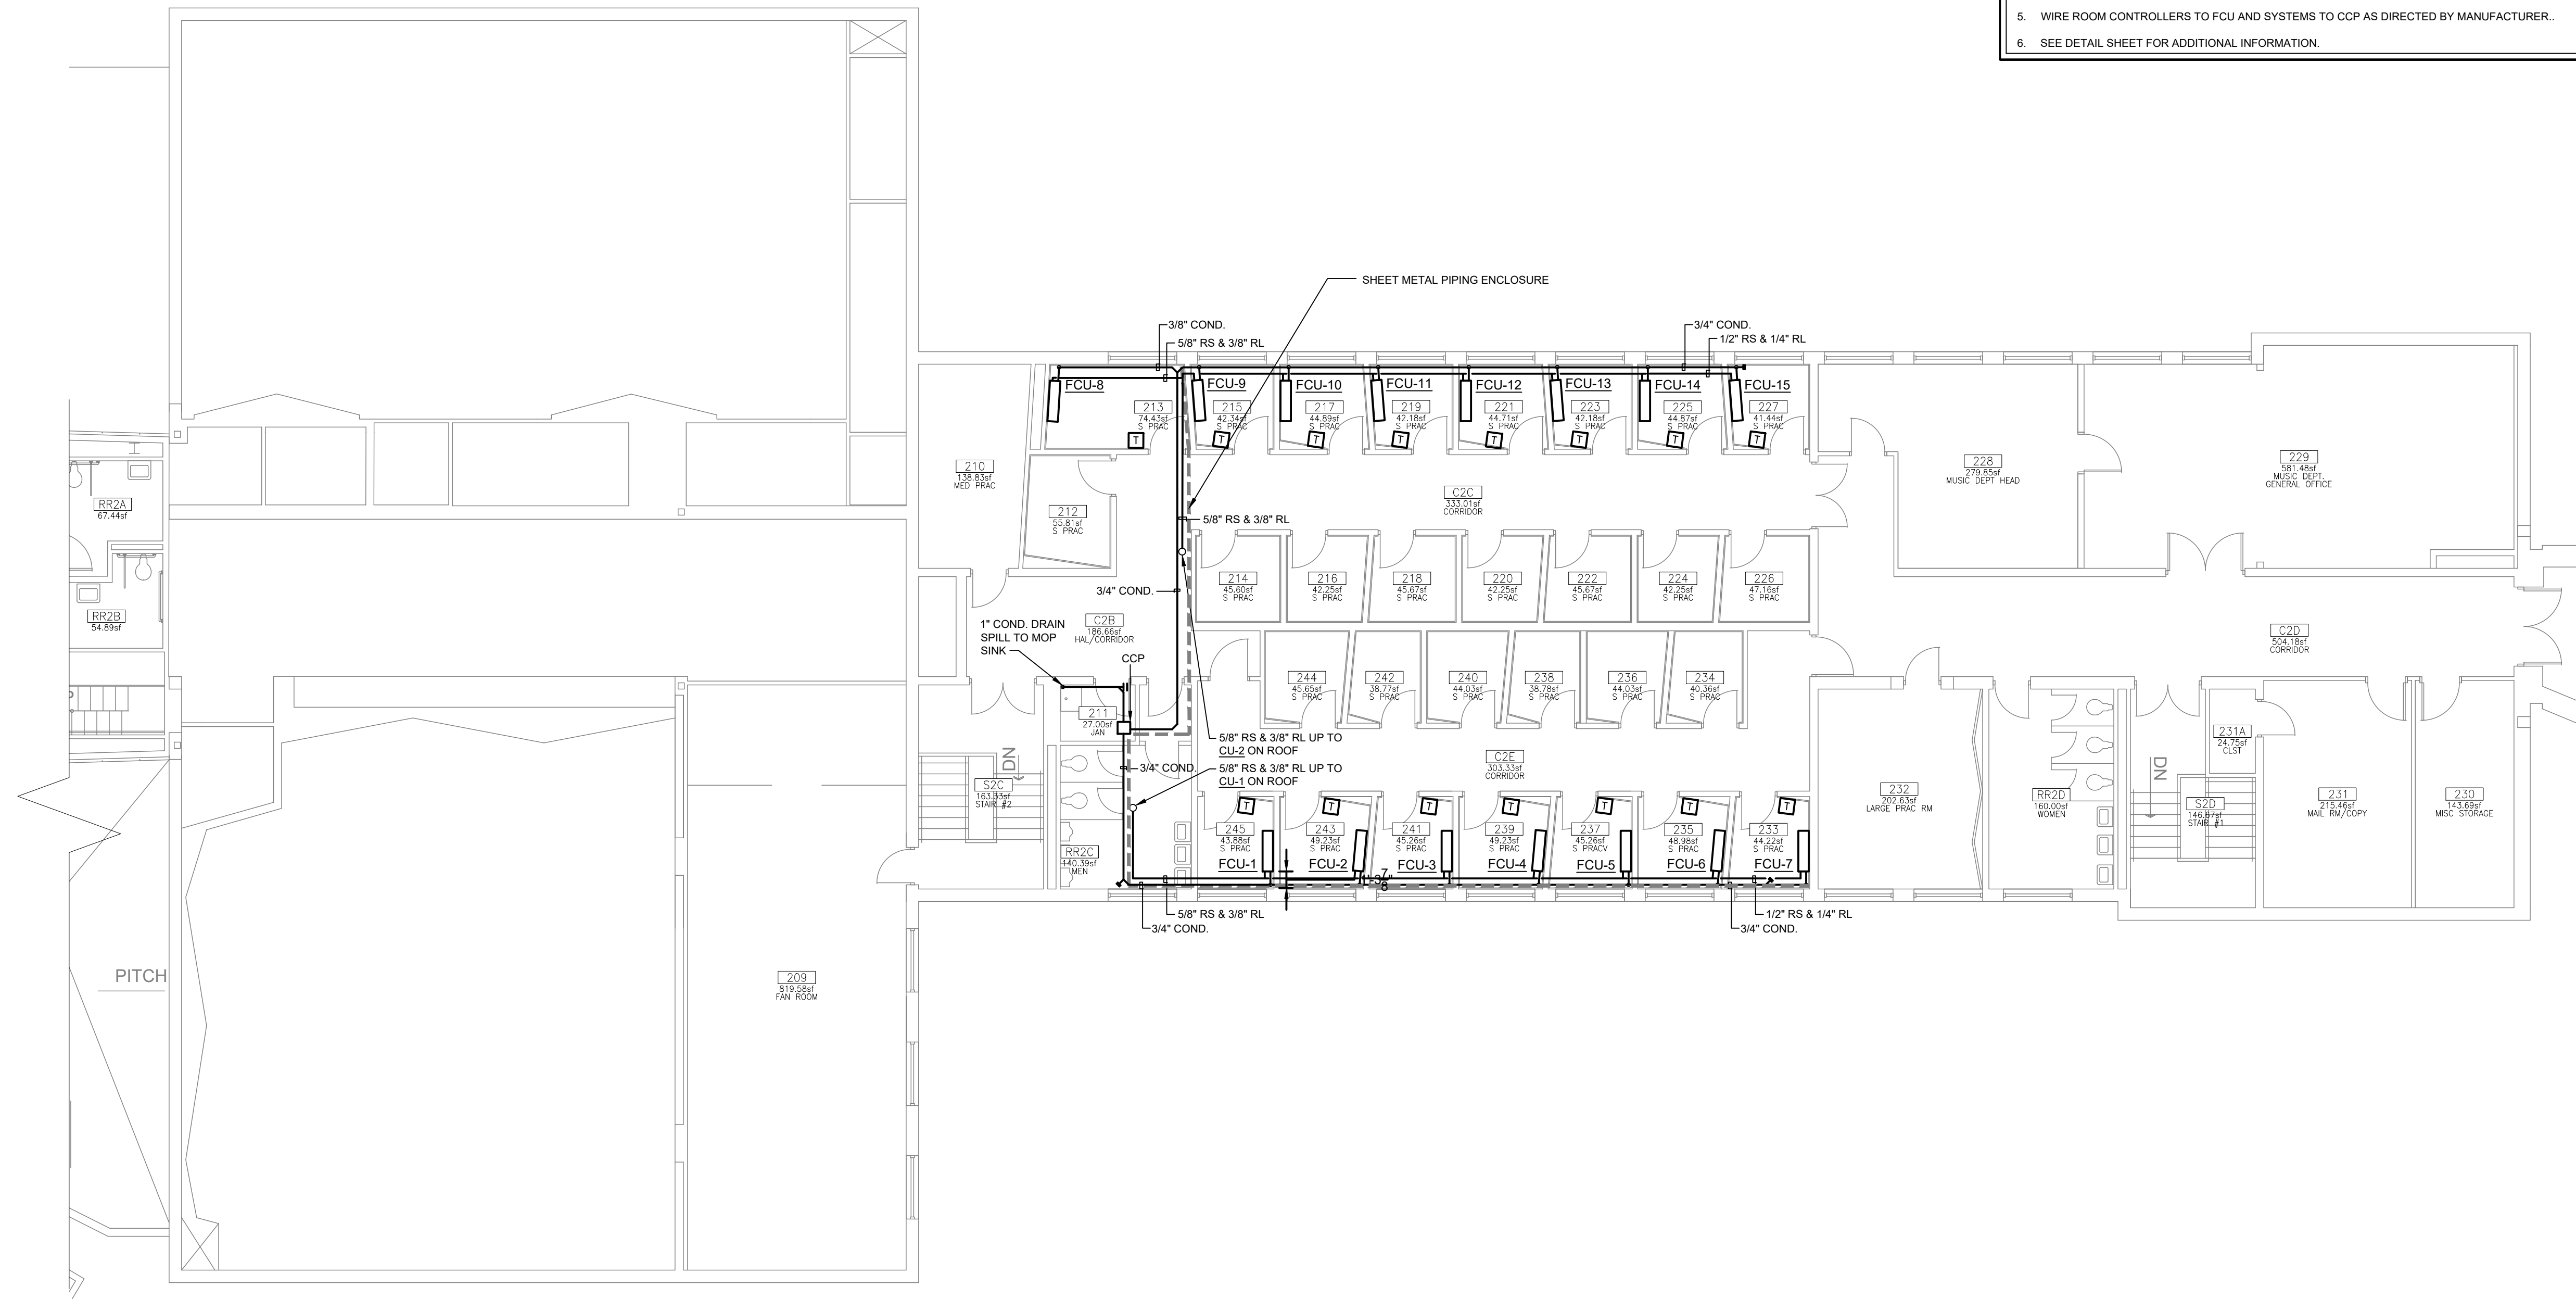 5. WIRE ROOM CONTROLLERS TO FCU AND SYSTEMS TO CCP AS DIRECTED BY MANUFACTURER..
6. SEE DETAIL SHEET FOR ADDITIONAL INFORMATION.
SHEET METAL PIPING ENCLOSURE
3/8" COND.
5/8" RS & 3/8" RL
3/4" COND.
1/2" RS & 1/4" RL
FCU-8
FCU-9
FCU-10
FCU-11
FCU-12
FCU-13
FCU-14
FCU-15
213
74.43sf
S PRAC
T
215
42.34sf
S PRAC
T
217
44.89sf
S PRAC
T
219
42.18sf
S PRAC
T
221
44.71sf
S PRAC
T
223
42.18sf
S PRAC
T
225
44.87sf
S PRAC
T
227
41.44sf
S PRAC
T
210
138.83sf
MED PRAC
212
55.81sf
S PRAC
C2C
333.01sf
CORRIDOR
228
279.85sf
MUSIC DEPT HEAD
229
581.48sf
MUSIC DEPT.
GENERAL OFFICE
RR2A
67.44sf
RR2B
54.89sf
5/8" RS & 3/8" RL
3/4" COND.
214
45.60sf
S PRAC
216
42.25sf
S PRAC
218
45.67sf
S PRAC
220
42.25sf
S PRAC
222
45.67sf
S PRAC
224
42.25sf
S PRAC
226
47.16sf
S PRAC
1" COND. DRAIN
SPILL TO MOP
SINK
C2B
186.66sf
HAL/CORRIDOR
CCP
C2D
504.18sf
CORRIDOR
244
45.65sf
S PRAC
242
38.77sf
S PRAC
240
44.03sf
S PRAC
238
38.78sf
S PRAC
236
44.03sf
S PRAC
234
40.36sf
S PRAC
211
27.00sf
JAN
5/8" RS & 3/8" RL UP TO
CU-2 ON ROOF
5/8" RS & 3/8" RL UP TO
CU-1 ON ROOF
3/4" COND.
C2E
303.33sf
CORRIDOR
DN
S2C
163.33sf
STAIR #2
RR2C
140.39sf
MEN
T
245
43.88sf
S PRAC
FCU-1
T
243
49.23sf
S PRAC
FCU-2
T
241
45.26sf
S PRAC
FCU-3
T
239
49.23sf
S PRAC
FCU-4
T
237
45.26sf
S PRACV
FCU-5
T
235
48.98sf
S PRAC
FCU-6
T
233
44.22sf
S PRAC
FCU-7
232
202.63sf
LARGE PRAC RM
RR2D
160.00sf
WOMEN
DN
S2D
146.67sf
STAIR #1
231A
24.75sf
CLST
231
215.46sf
MAIL RM/COPY
230
143.69sf
MISC STORAGE
5/8" RS & 3/8" RL
3/4" COND.
1/2" RS & 1/4" RL
3/4" COND.
PITCH
209
819.58sf
FAN ROOM